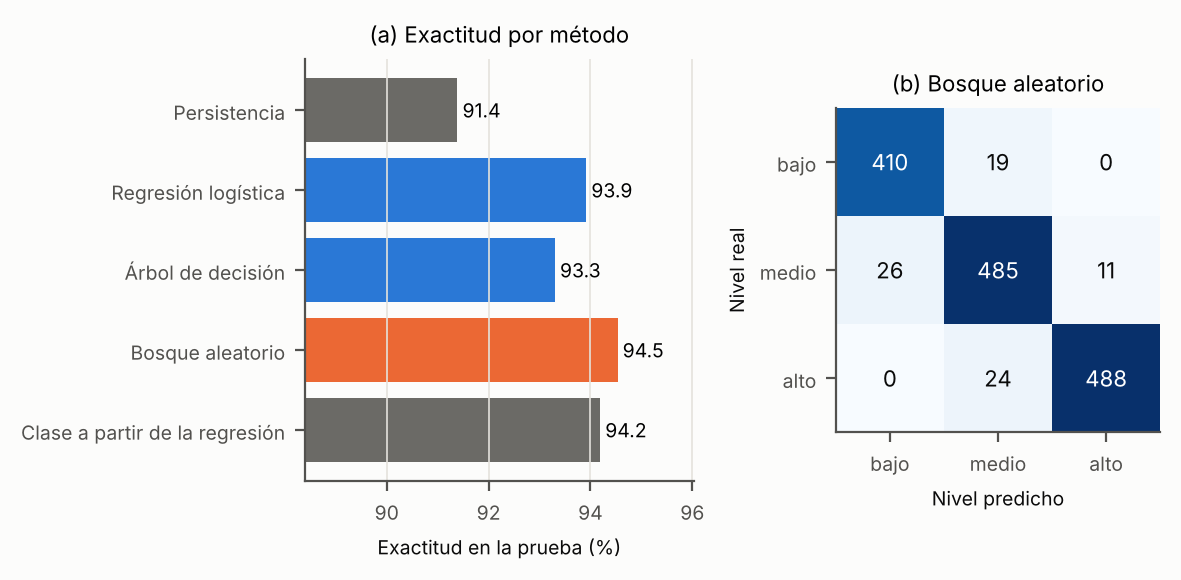 (a) Exactitud por método
Persistencia
91.4
Regresión logística
93.9
Árbol de decisión
93.3
Bosque aleatorio
94.5
Clase a partir de la regresión
94.2
90 92 94 96
Exactitud en la prueba (%)
(b) Bosque aleatorio
Nivel real
bajo 410 19 0
medio 26 485 11
alto 0 24 488
bajo medio alto
Nivel predicho